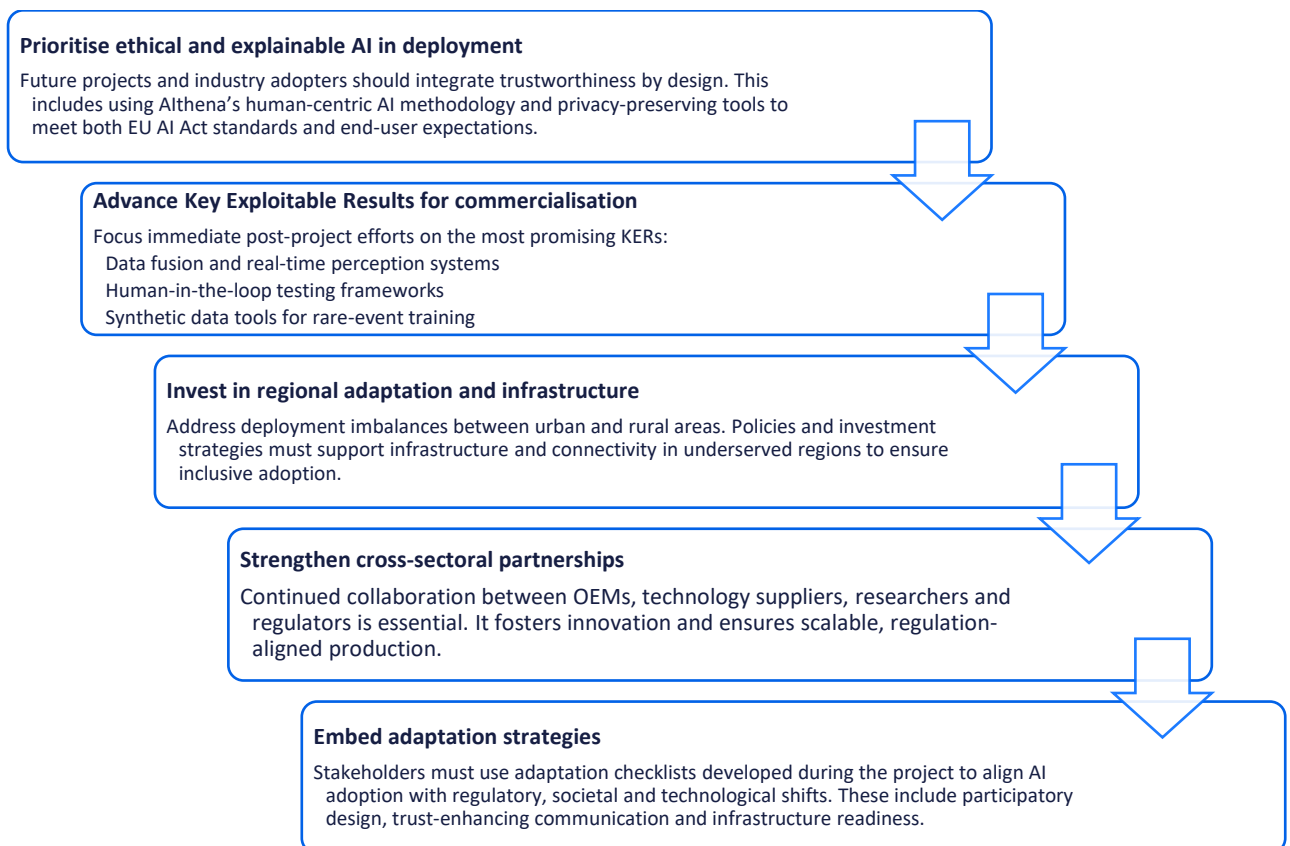 Prioritise ethical and explainable AI in deployment
Future projects and industry adopters should integrate trustworthiness by design. This
includes using AIthena’s human-centric AI methodology and privacy-preserving tools to
meet both EU AI Act standards and end-user expectations.
Advance Key Exploitable Results for commercialisation
Focus immediate post-project efforts on the most promising KERs:
Data fusion and real-time perception systems
Human-in-the-loop testing frameworks
Synthetic data tools for rare-event training
Invest in regional adaptation and infrastructure
Address deployment imbalances between urban and rural areas. Policies and investment
strategies must support infrastructure and connectivity in underserved regions to ensure
inclusive adoption.
Strengthen cross-sectoral partnerships
Continued collaboration between OEMs, technology suppliers, researchers and
regulators is essential. It fosters innovation and ensures scalable, regulation-
aligned production.
Embed adaptation strategies
Stakeholders must use adaptation checklists developed during the project to align AI
adoption with regulatory, societal and technological shifts. These include participatory
design, trust-enhancing communication and infrastructure readiness.